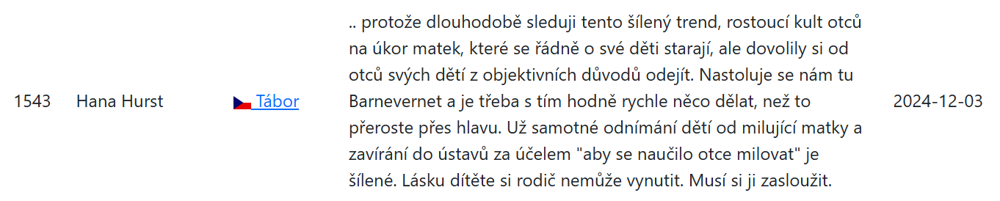 .. protože dlouhodobě sleduji tento šílený trend, rostoucí kult otců
na úkor matek, které se řádně o své děti starají, ale dovolily si od
otců svých dětí z objektivních důvodů odejít. Nastoluje se nám tu
1543 Hana Hurst Tábor Barnevernet a je třeba s tím hodně rychle něco dělat, než to 2024-12-03
přeroste přes hlavu. Už samotné odnímání dětí od milující matky a
zavírání do ústavů za účelem "aby se naučilo otce milovat" je
šílené. Lásku dítěte si rodič nemůže vynutit. Musí si ji zasloužit.